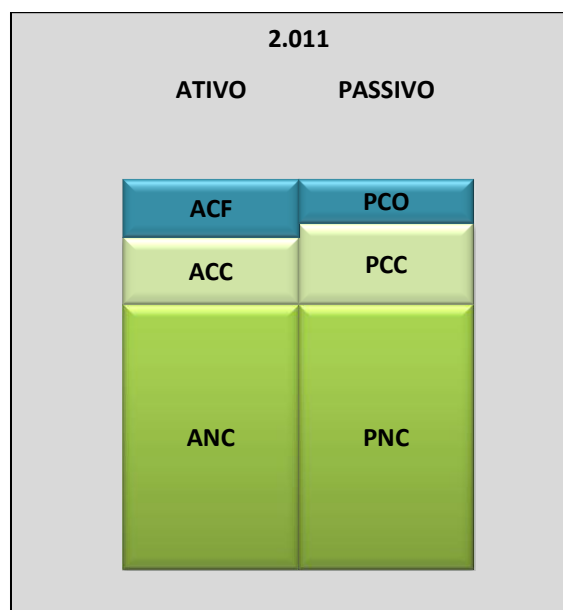 2.011
ATIVO PASSIVO
ACF PCO
ACC PCC
ANC PNC